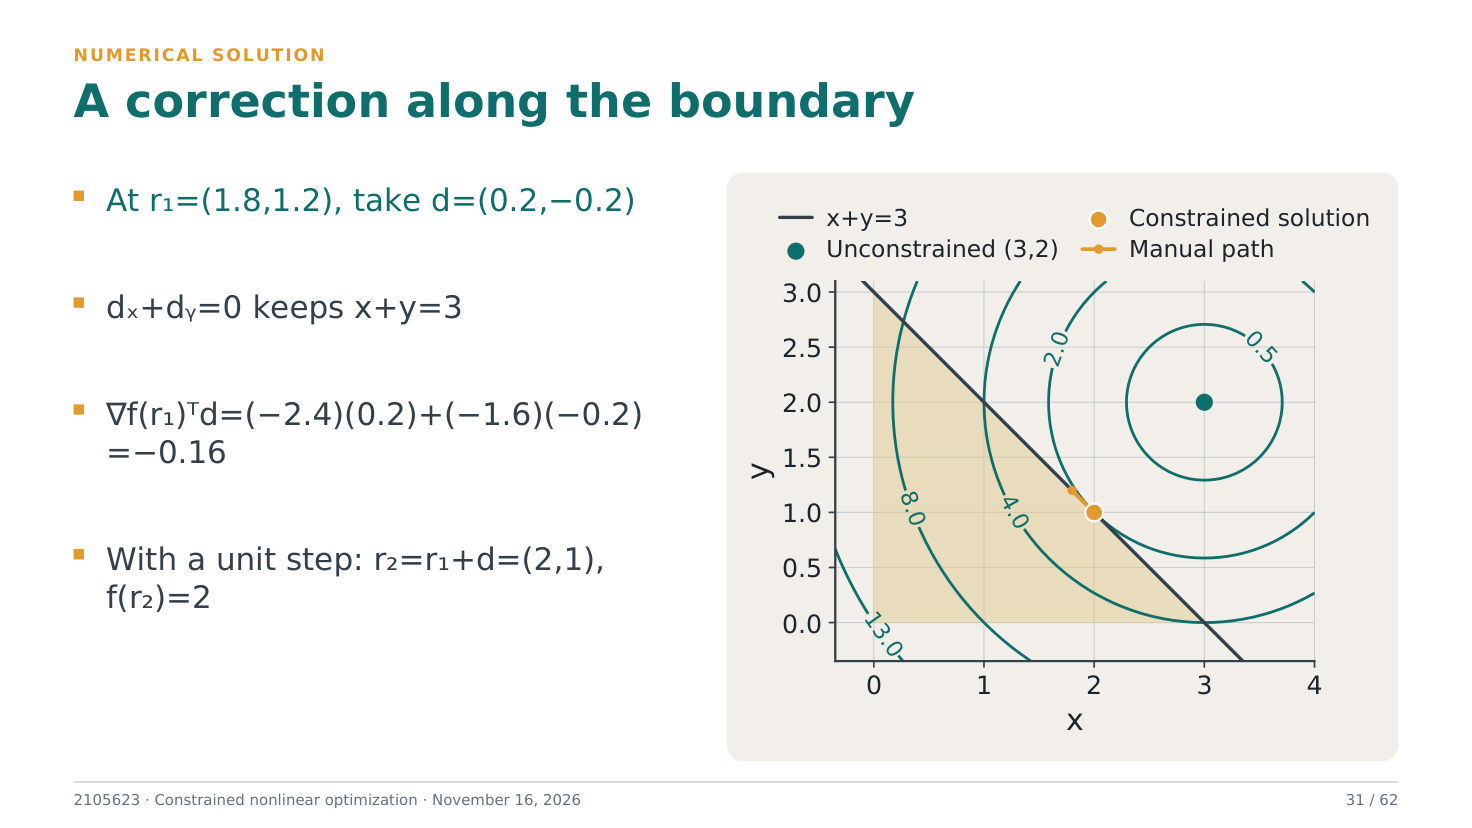 NUMERICAL SOLUTION
A correction along the boundary
At r₁=(1.8,1.2), take d=(0.2,−0.2)
dₓ+dᵧ=0 keeps x+y=3
∇f(r₁)ᵀd=(−2.4)(0.2)+(−1.6)(−0.2)
=−0.16
With a unit step: r₂=r₁+d=(2,1),
f(r₂)=2
x+y=3
Constrained solution
Unconstrained (3,2)
Manual path
3.0
2.5
2.0
1.5
1.0
0.5
0.0
y
2.0
0.5
8.0
4.0
13.0
0 1 2 3 4
x
2105623 · Constrained nonlinear optimization · November 16, 2026
31 / 62